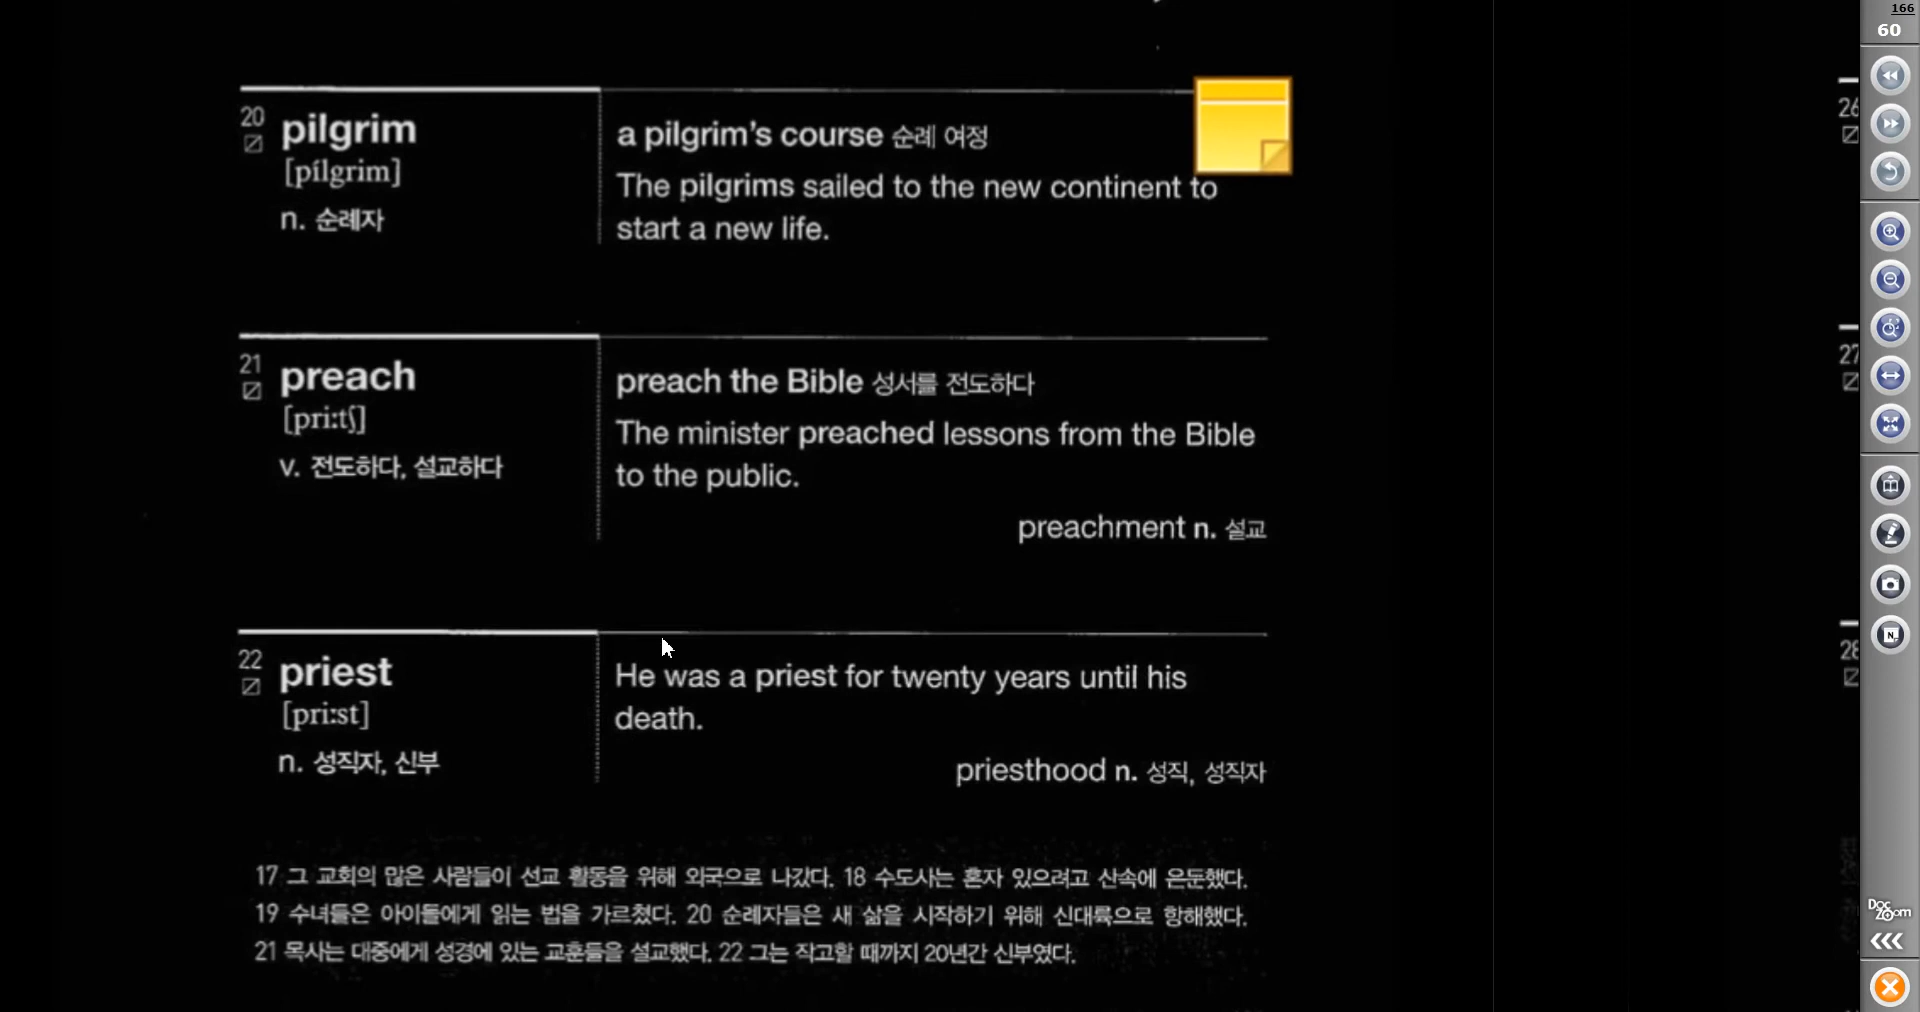 166
60
20
pilgrim
[pílgrim]
n. 순례자
a pilgrim's course 순례 여정
The pilgrims sailed to the new continent to
start a new life.
21
preach
[priːtʃ]
v. 전도하다, 설교하다
preach the Bible 성서를 전도하다
The minister preached lessons from the Bible
to the public.
preachment n. 설교
22
priest
[priːst]
n. 성직자, 신부
He was a priest for twenty years until his
death.
priesthood n. 성직, 성직자
17 그 교회의 많은 사람들이 선교 활동을 위해 외국으로 나갔다. 18 수도사는 혼자 있으려고 산속에 은둔했다.
19 수녀들은 아이들에게 읽는 법을 가르쳤다. 20 순례자들은 새 삶을 시작하기 위해 신대륙으로 항해했다.
21 목사는 대중에게 성경에 있는 교훈들을 설교했다. 22 그는 작고할 때까지 20년간 신부였다.
26
27
28
N
Doc
Zoom